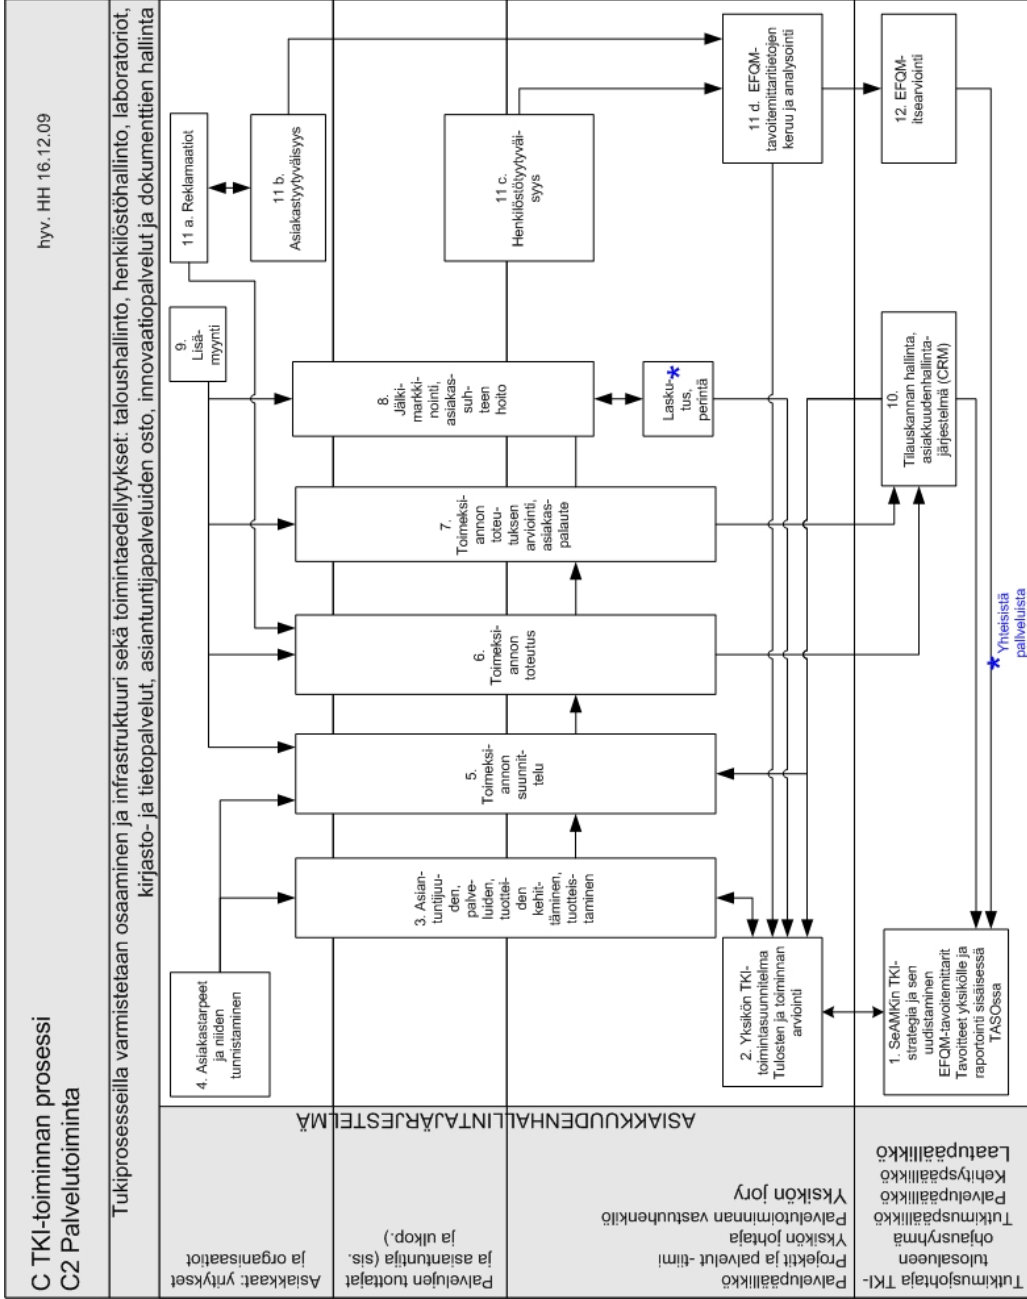 C TKI-toiminnan prosessi
hyv. HH 16.12.09
C2 Palvelutoiminta
Tukiprosesseilla varmistetaan osaaminen ja infrastruktuuri sekä toimintaedellytykset: taloushallinto, henkilöstöhallinto, laboratoriot,
kirjasto- ja tietopalvelut, asiantuntijapalveluiden osto, innovaatiopalvelut ja dokumenttien hallinta
Asiakkaat: yritykset
ja organisaatiot
Palvelujen tuottajat
ja asiantuntija (sis.
ja ulkop.)
Palvelupäällikkö
Projektit ja palvelut -tiimi
Yksikön johtaja
Palvelutoiminnan vastuuhenkilö
Yksikön jory
Tutkimusjohtaja TKI-
tulosalueen
ohjausryhmä
Tutkimuspäällikkö
Palvelupäällikkö
Kehityspäällikkö
Laatupäällikkö
ASIAKKUUDENHALLINTAJÄRJESTELMÄ
4. Asiakastarpeet
ja niiden
tunnistaminen
9.
Lisä-
myynti
11 a. Reklamaatiot
11 b.
Asiakastyytyväisyys
3. Asian-
tuntijuu-
den,
palve-
luiden,
tuottei-
den
kehit-
täminen,
tuotteis-
taminen
5.
Toimeksi-
annon
suunnit-
telu
6.
Toimeksi-
annon
toteutus
7.
Toimeksi-
annon
toteu-
tuksen
arviointi,
asiakas-
palaute
8.
Jälki-
markki-
nointi,
asiakas-
suh-
teen
hoito
11 c.
Henkilöstötyytyväi-
syys
Lasku-*
tus,
perintä
2. Yksikön TKI-
toimintasuunnitelma
Tulosten ja toiminnan
arviointi
11 d. EFQM-
tavoitemittaritietojen
keruu ja analysointi
1. SeAMKin TKI-
strategia ja sen
uudistaminen
EFQM-tavoitemittarit
Tavoitteet yksikölle ja
raportointi sisäisessä
TASOssa
10.
Tilauskannan hallinta,
asiakkuudenhallinta-
järjestelmä (CRM)
12. EFQM-
itsearviointi
* Yhteisistä
palveluista